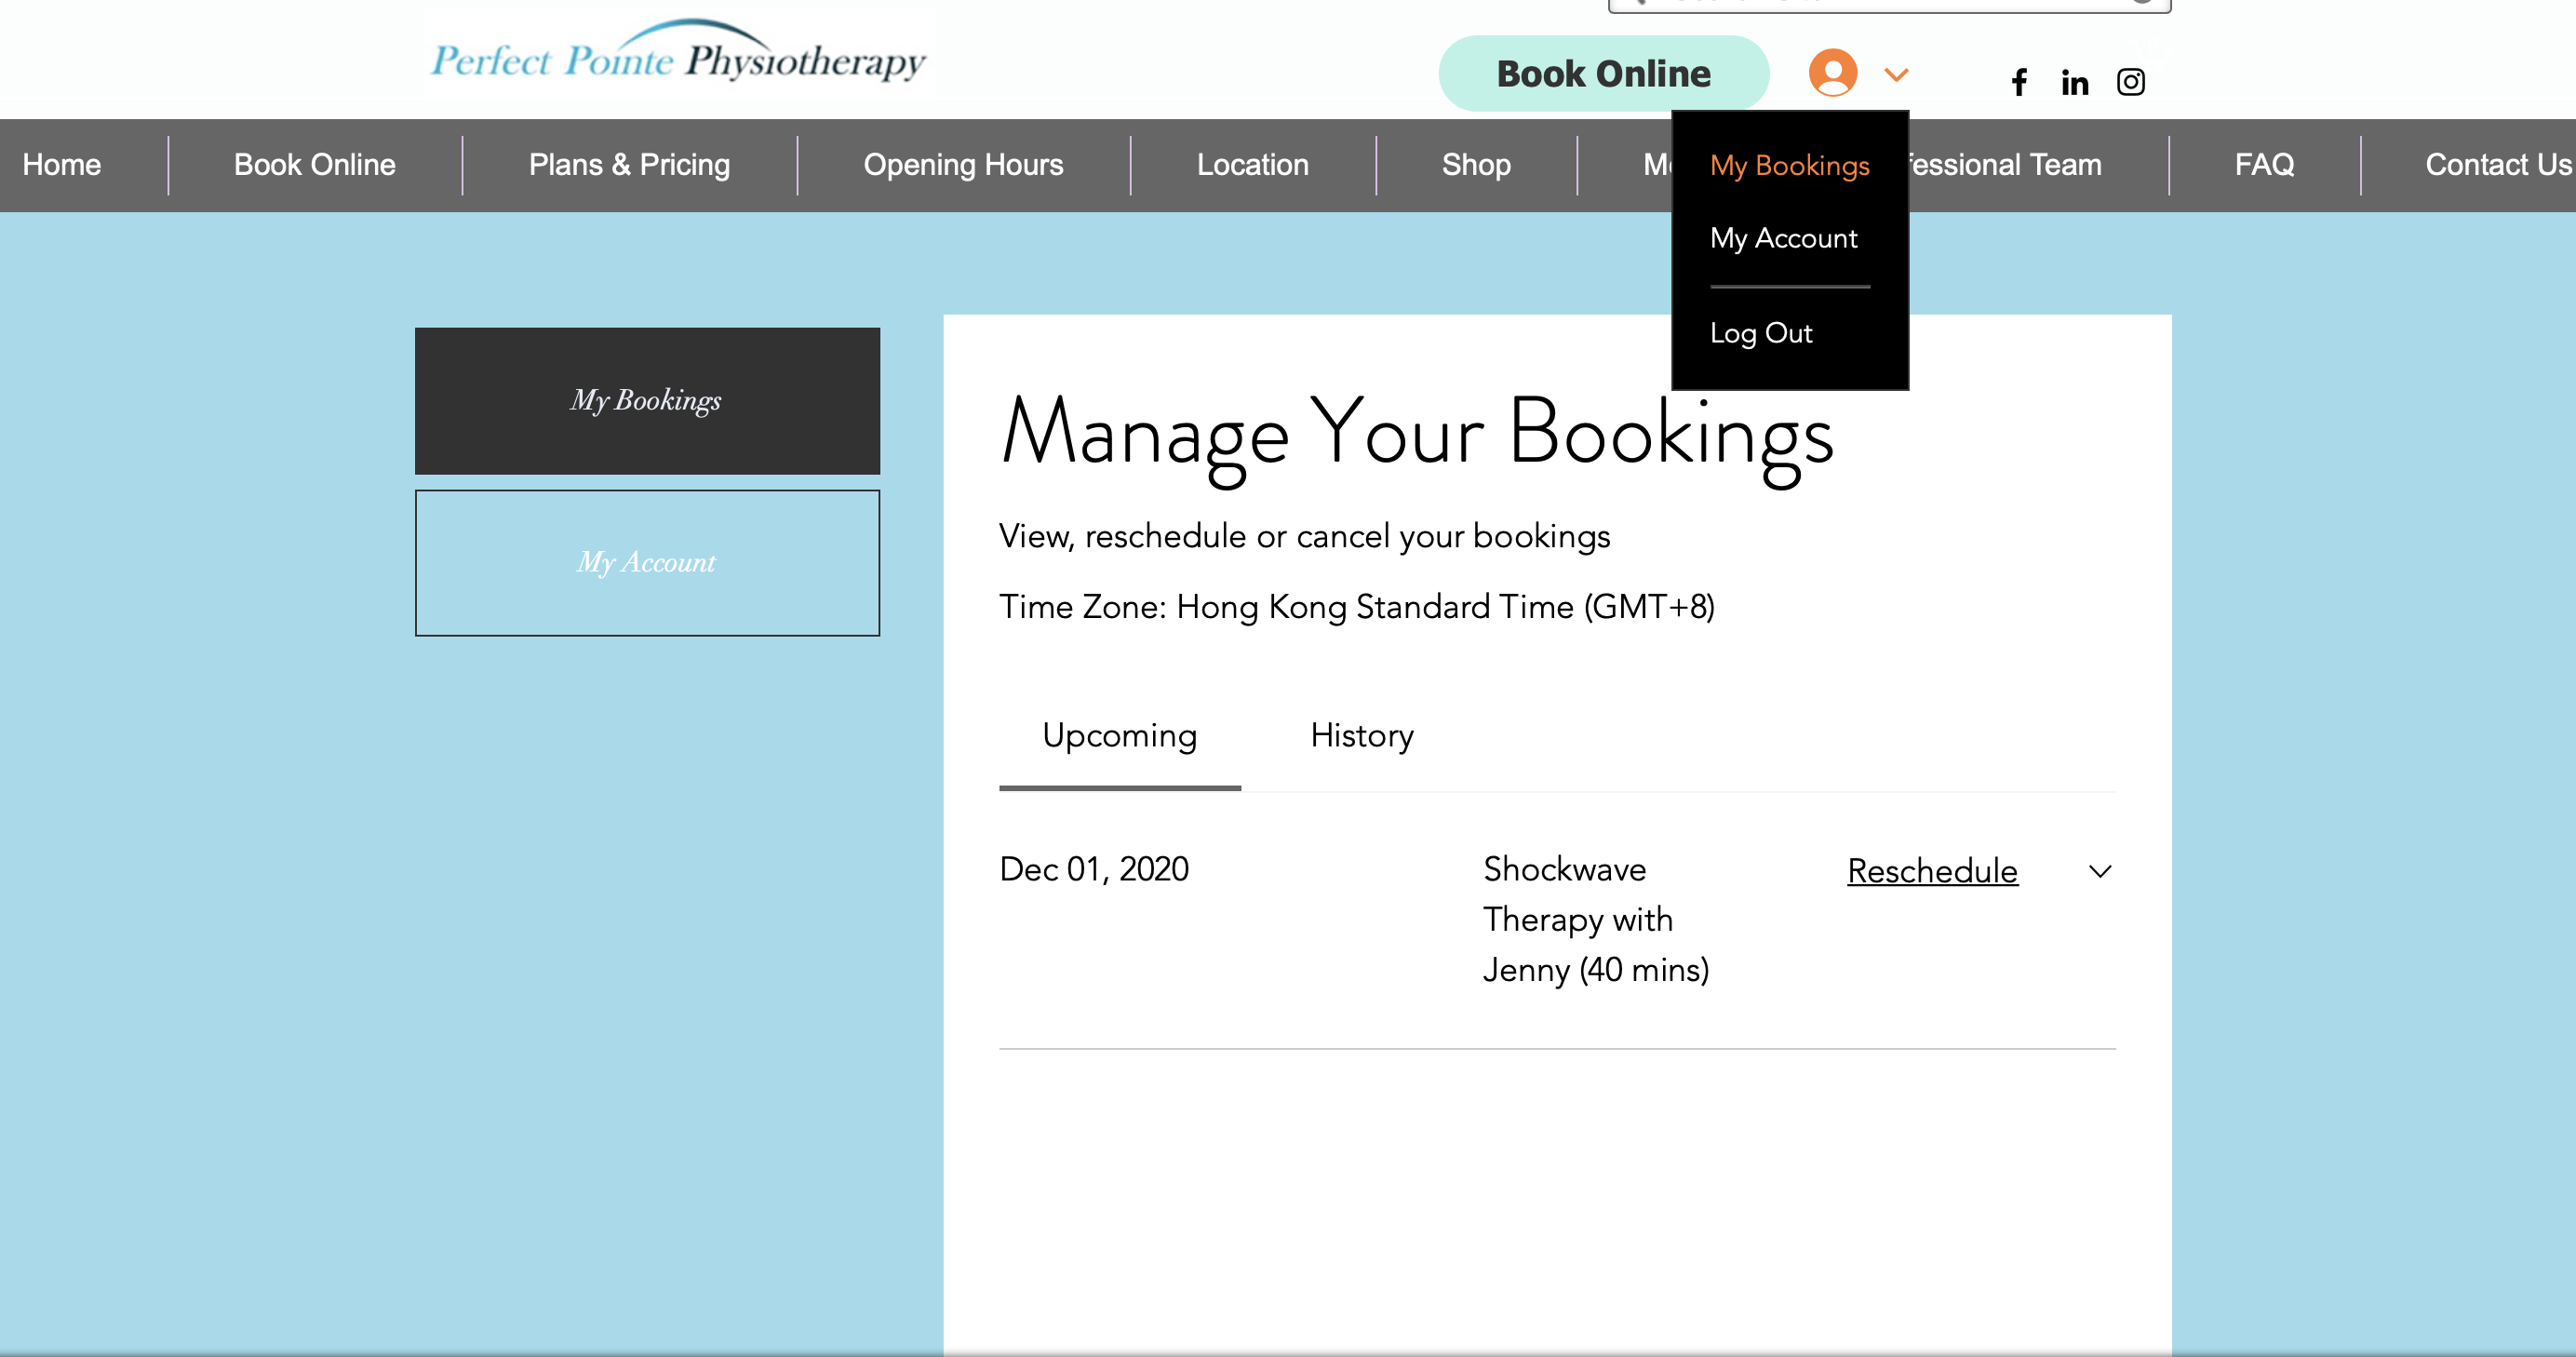 Perfect Pointe Physiotherapy
Book Online
Home
Book Online
Plans & Pricing
Opening Hours
Location
Shop
My Bookings
Team
FAQ
Contact Us
My Account
Log Out
My Bookings
My Account
Manage Your Bookings
View, reschedule or cancel your bookings
Time Zone: Hong Kong Standard Time (GMT+8)
Upcoming
History
Dec 01, 2020
Shockwave
Therapy with
Jenny (40 mins)
Reschedule